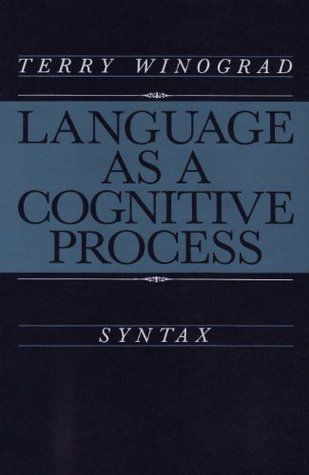 TERRY WINOGRAD
LANGUAGE
AS A
COGNITIVE
PROCESS
SYNTAX